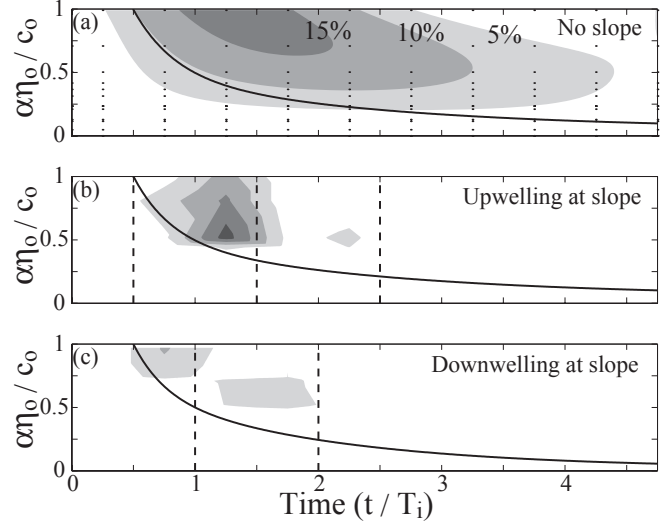 (a)
15%
10%
5%
No slope
1
0.5
0
αη₀ / c₀
(b)
Upwelling at slope
1
0.5
0
αη₀ / c₀
(c)
Downwelling at slope
1
0.5
0
αη₀ / c₀
0 1 2 3 4
Time (t / Tᵢ)